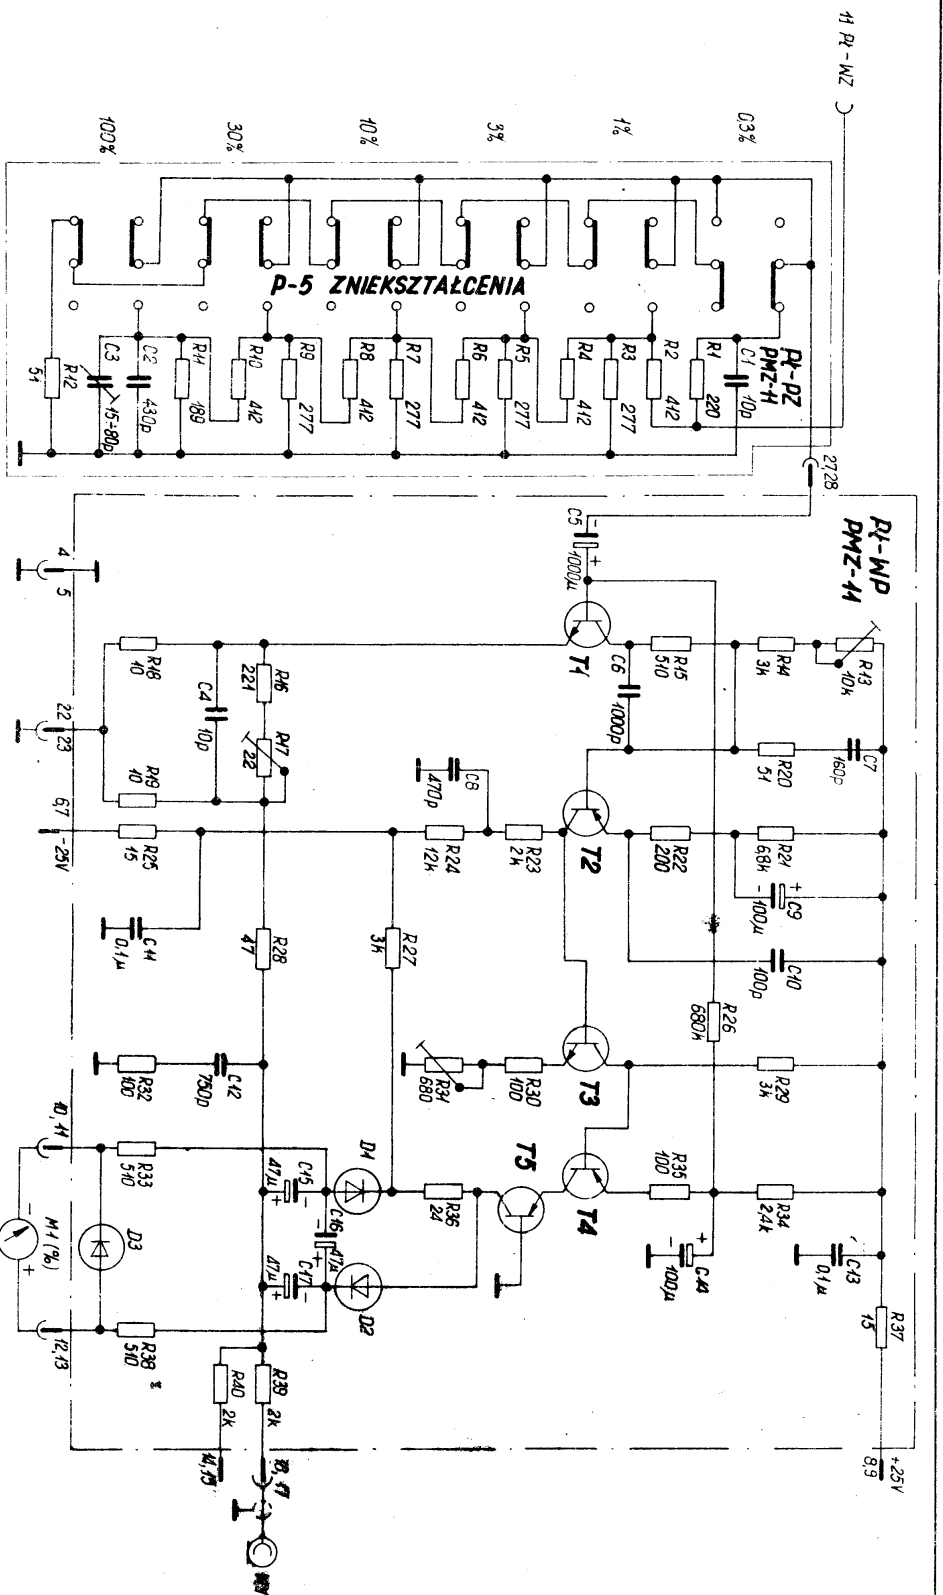 11 Pł-WZ
0,3%
1%
3%
10%
30%
100%
P-5 ZNIEKSZTAŁCENIA
Pł-PZ
PMZ-11
C1
10p
R1
220
R2
412
R3
277
R4
412
R5
277
R6
412
R7
277
R8
412
R9
277
R10
412
R11
189
C2
430p
C3
15÷80p
R12
51
27,28
Pł-WP
PMZ-11
C5
- +
1000µ
T1
R13
10k
R14
3k
R15
510
C6
1000p
C7
160p
R20
51
T2
R21
6,8k
R22
200
C9
+
-
100µ
C10
100p
R23
2k
R24
12k
C8
470p
R16
221
R17
22
C4
10p
R18
10
R19
10
4
5
22
23
6,7
-25V
R25
15
C11
0,1µ
R28
47
R27
3k
R26
680k
R29
3k
T3
R30
100
R31
680
C12
750p
R32
100
T4
T5
R35
100
R34
2,4k
C14
+
-
100µ
C13
0,1µ
R37
15
+25V
8,9
R36
24
D1
D2
C15
-
+
47µ
C16
- +
47µ
C17
-
+
47µ
R33
510
R38
510
D3
10,11
12,13
- +
M1 (%)
R39
2k
R40
2k
14,15